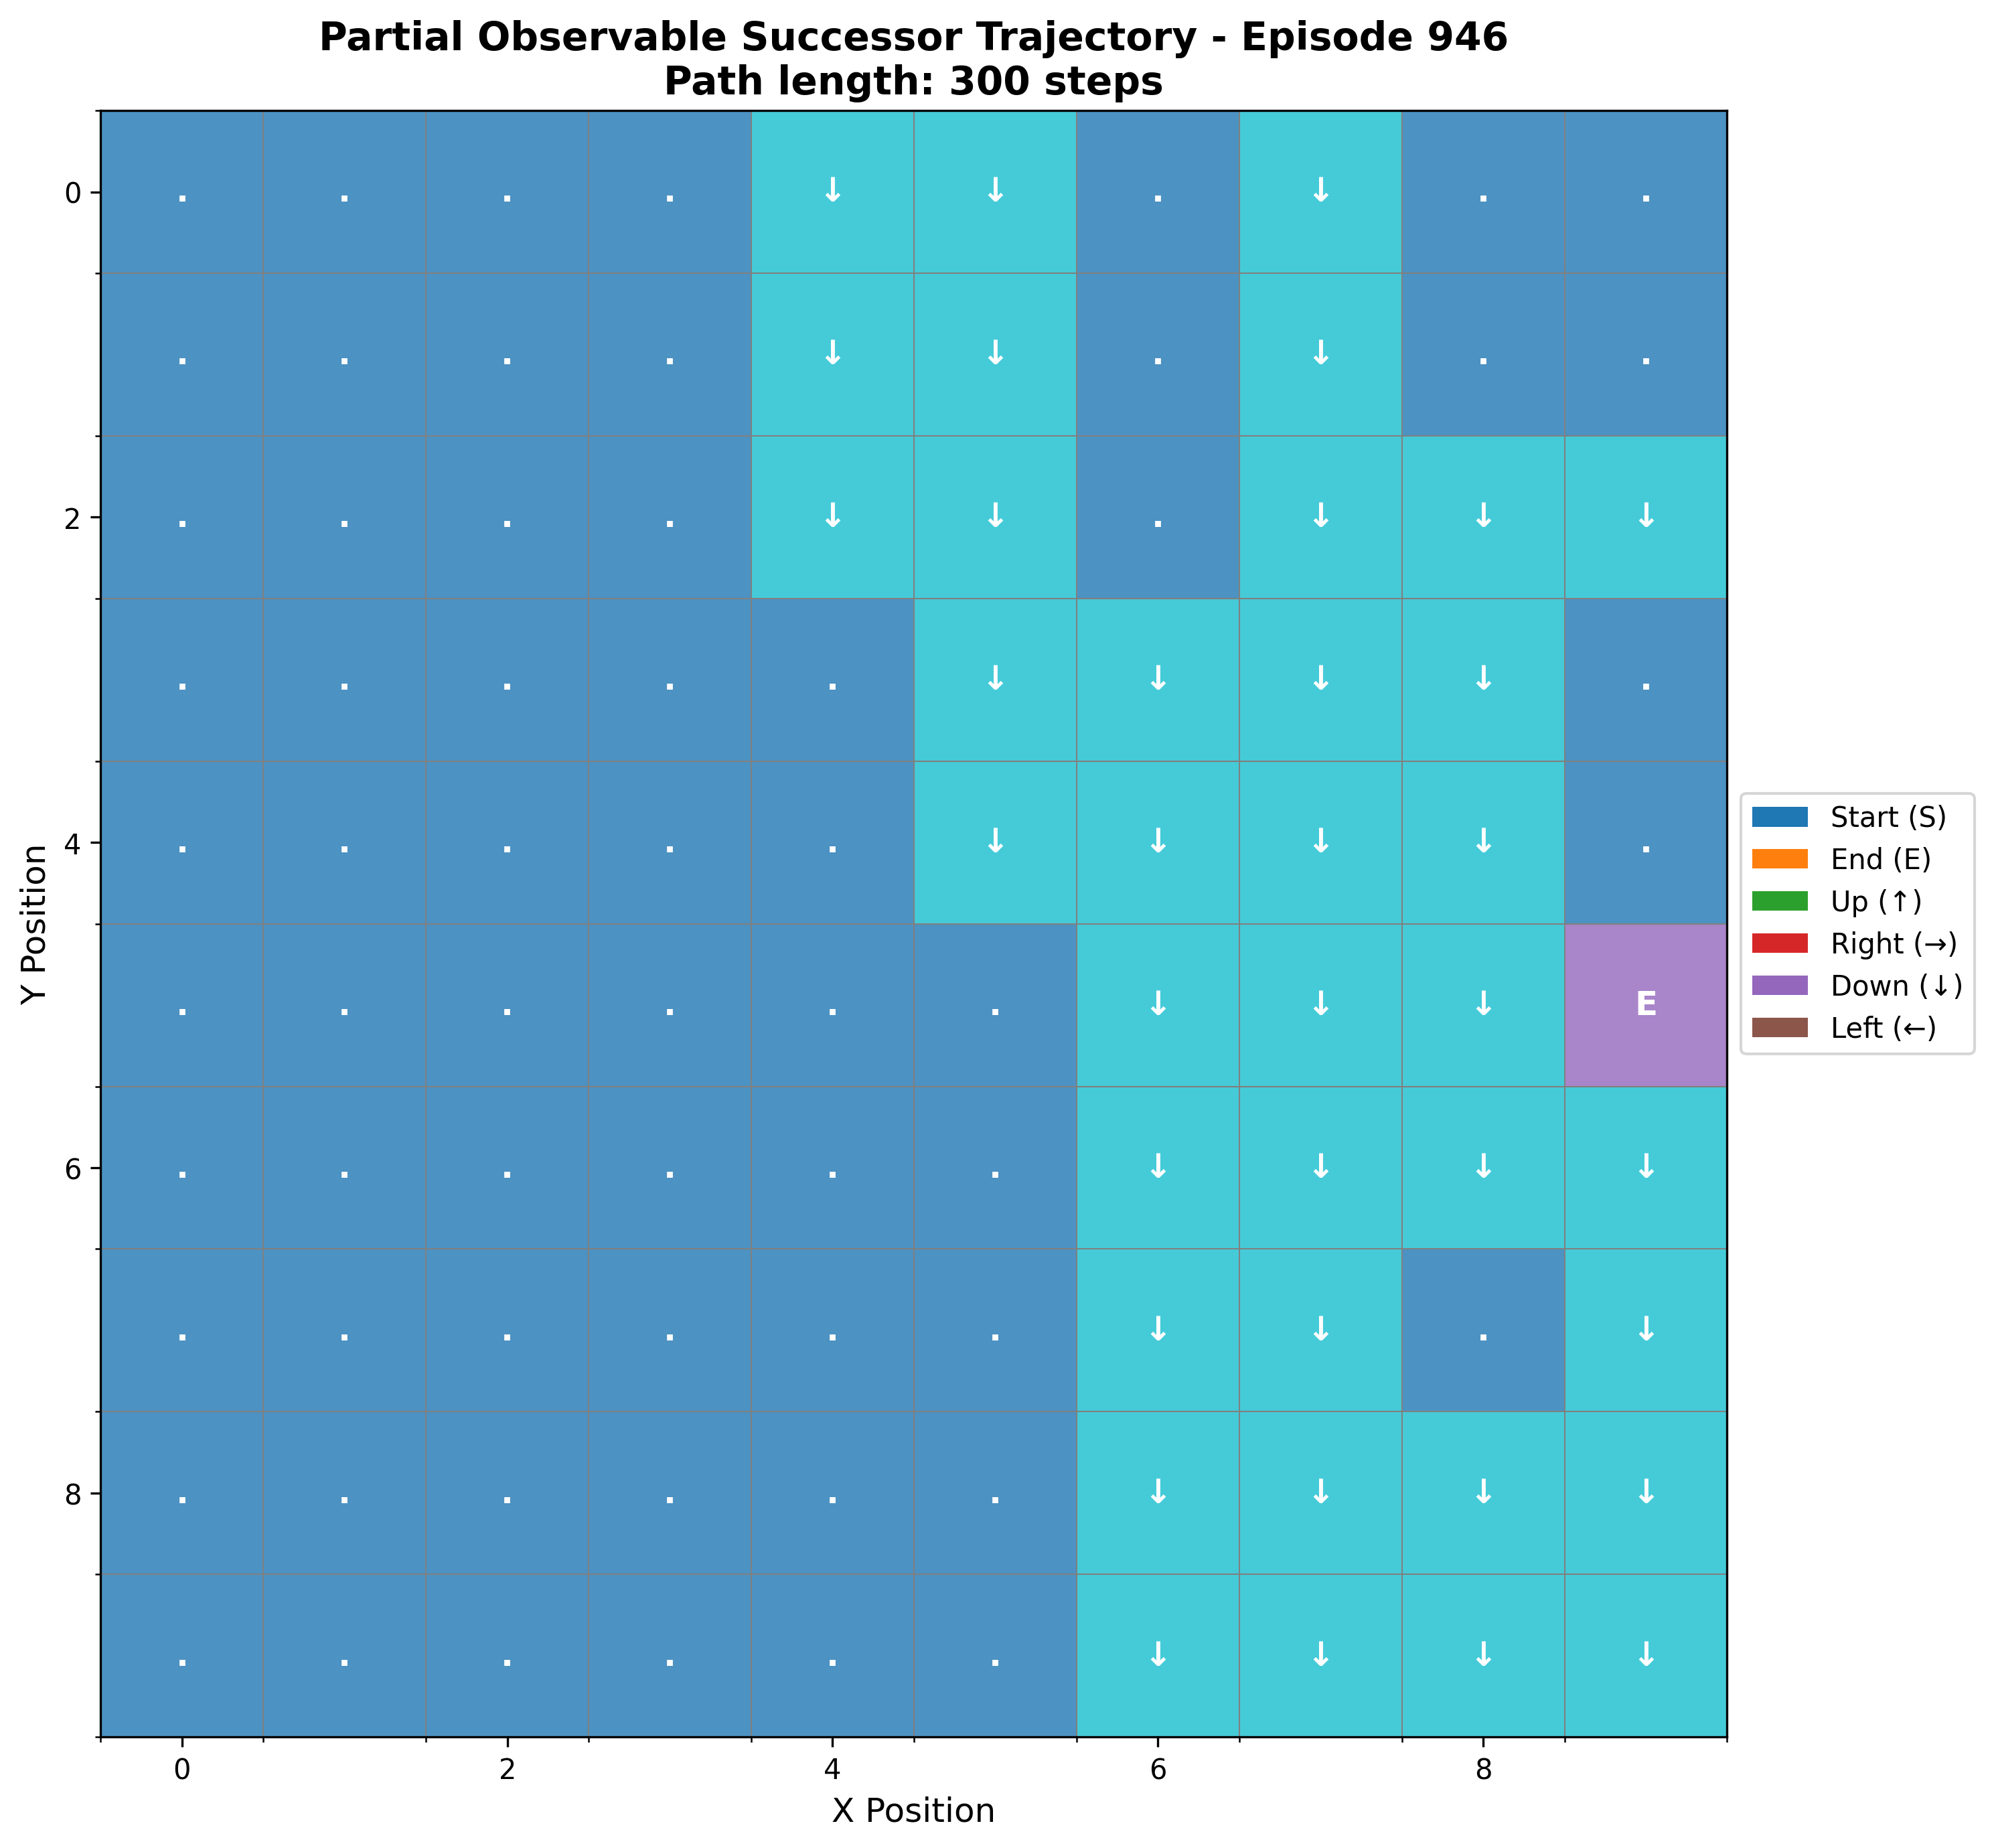 Partial Observable Successor Trajectory - Episode 946
Path length: 300 steps
0 . . . . ↓ ↓ . ↓ . .
. . . . ↓ ↓ . ↓ . .
2 . . . . ↓ ↓ . ↓ ↓ ↓
. . . . . ↓ ↓ ↓ ↓ .
4 . . . . . ↓ ↓ ↓ ↓ .
. . . . . . ↓ ↓ ↓ E
6 . . . . . . ↓ ↓ ↓ ↓
. . . . . . ↓ ↓ . ↓
8 . . . . . . ↓ ↓ ↓ ↓
. . . . . . ↓ ↓ ↓ ↓
0 2 4 6 8
X Position
Y Position
Start (S)
End (E)
Up (↑)
Right (→)
Down (↓)
Left (←)